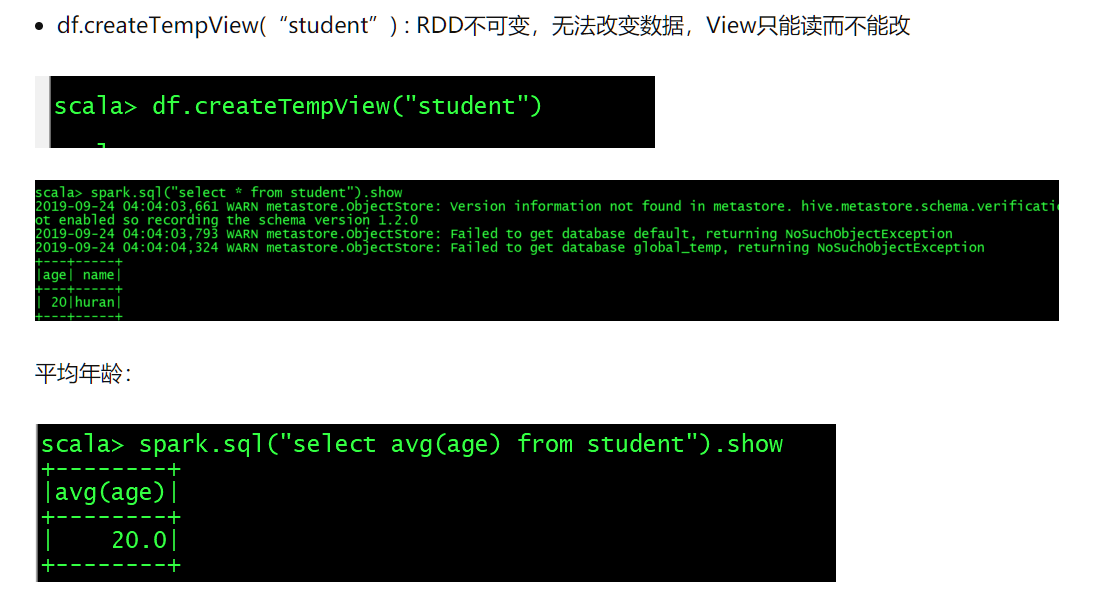 • df.createTempView(“student”) : RDD不可变，无法改变数据，View只能读而不能改
scala> df.createTempView("student")
scala> spark.sql("select * from student").show
2019-09-24 04:04:03,661 WARN metastore.ObjectStore: Version information not found in metastore. hive.metastore.schema.verificatio
ot enabled so recording the schema version 1.2.0
2019-09-24 04:04:03,793 WARN metastore.ObjectStore: Failed to get database default, returning NoSuchObjectException
2019-09-24 04:04:04,324 WARN metastore.ObjectStore: Failed to get database global_temp, returning NoSuchObjectException
+---+-----+
|age| name|
+---+-----+
| 20|huran|
+---+-----+
平均年龄：
scala> spark.sql("select avg(age) from student").show
+--------+
|avg(age)|
+--------+
|    20.0|
+--------+